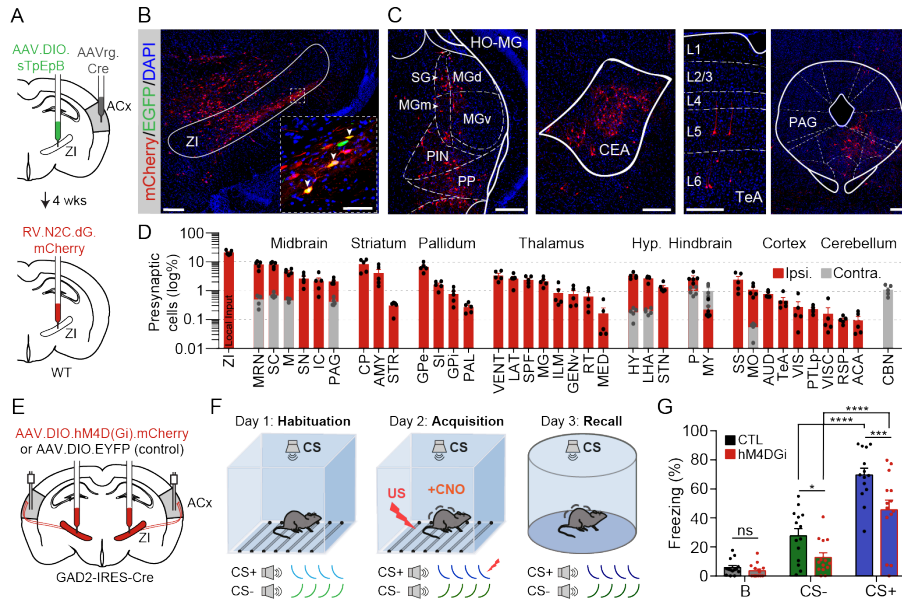 A
AAV.DIO.
sTpEpB
AAVrg.
Cre
ACx
ZI
4 wks
RV.N2C.dG.
mCherry
ZI
WT
B
mCherry/EGFP/DAPI
ZI
C
HO-MG
SG
MGd
MGm
MGv
PIN
PP
CEA
L1
L2/3
L4
L5
L6
TeA
PAG
D
Presynaptic
cells (log%)
100
10
1
0.1
0.01
Midbrain
Striatum
Pallidum
Thalamus
Hyp.
Hindbrain
Cortex
Cerebellum
Ipsi.
Contra.
Local Input
ZI
MRN
SC
M
SN
IC
PAG
CP
AMY
STR
GPe
SI
GPi
PAL
VENT
LAT
SPF
MG
ILM
GENv
RT
MED
HY
LHA
STN
P
MY
SS
MO
AUD
TeA
VIS
PTLp
VISC
RSP
ACA
CBN
E
AAV.DIO.hM4D(Gi).mCherry
or AAV.DIO.EYFP (control)
ACx
ZI
GAD2-IRES-Cre
F
Day 1: Habituation
Day 2: Acquisition
Day 3: Recall
CS
CS
CS
US
+CNO
CS+
CS-
CS+
CS-
CS+
CS-
G
Freezing (%)
100
80
60
40
20
0
CTL
hM4DGi
ns
*
****
****
***
B
CS-
CS+